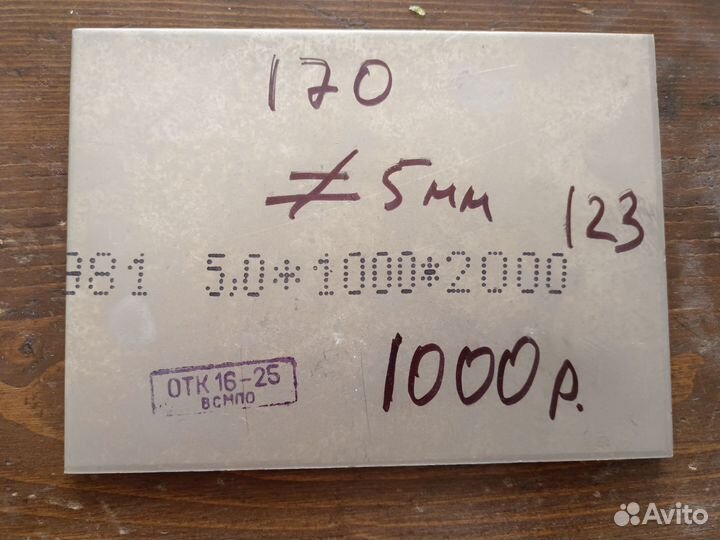 170
≠ 5мм
123
981 5.0*1000*2000
ОТК 16-25
ВСМПО
1000р.
Avito